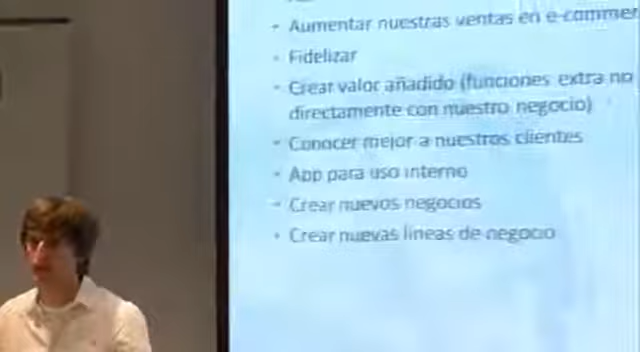 - Aumentar nuestras ventas en e-commer
- Fidelizar
- Crear valor añadido (funciones extra no
directamente con nuestro negocio)
- Conocer mejor a nuestros clientes
- App para uso interno
- Crear nuevos negocios
- Crear nuevas líneas de negocio